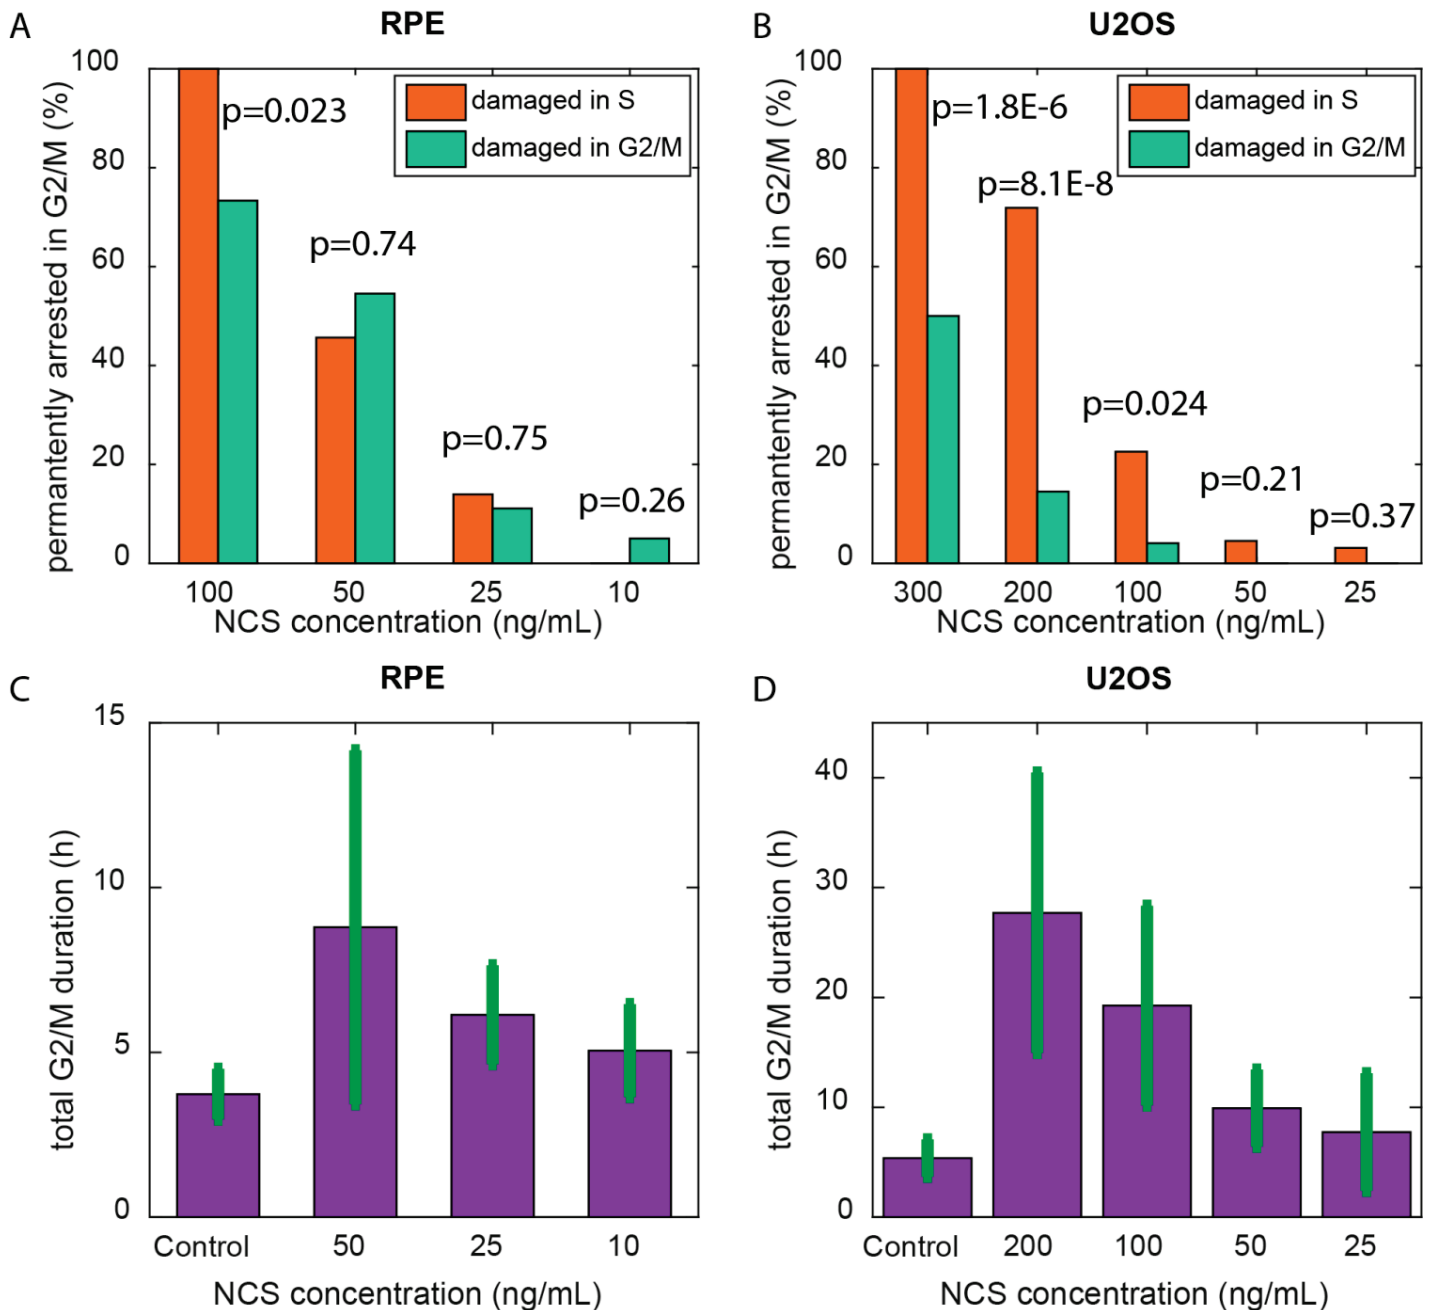 A
RPE
permantently arrested in G2/M (%)
100
80
60
40
20
0
damaged in S
damaged in G2/M
p=0.023
p=0.74
p=0.75
p=0.26
100 50 25 10
NCS concentration (ng/mL)
B
U2OS
permantently arrested in G2/M (%)
100
80
60
40
20
0
damaged in S
damaged in G2/M
p=1.8E-6
p=8.1E-8
p=0.024
p=0.21
p=0.37
300 200 100 50 25
NCS concentration (ng/mL)
C
RPE
total G2/M duration (h)
15
10
5
0
Control 50 25 10
NCS concentration (ng/mL)
D
U2OS
total G2/M duration (h)
40
30
20
10
0
Control 200 100 50 25
NCS concentration (ng/mL)